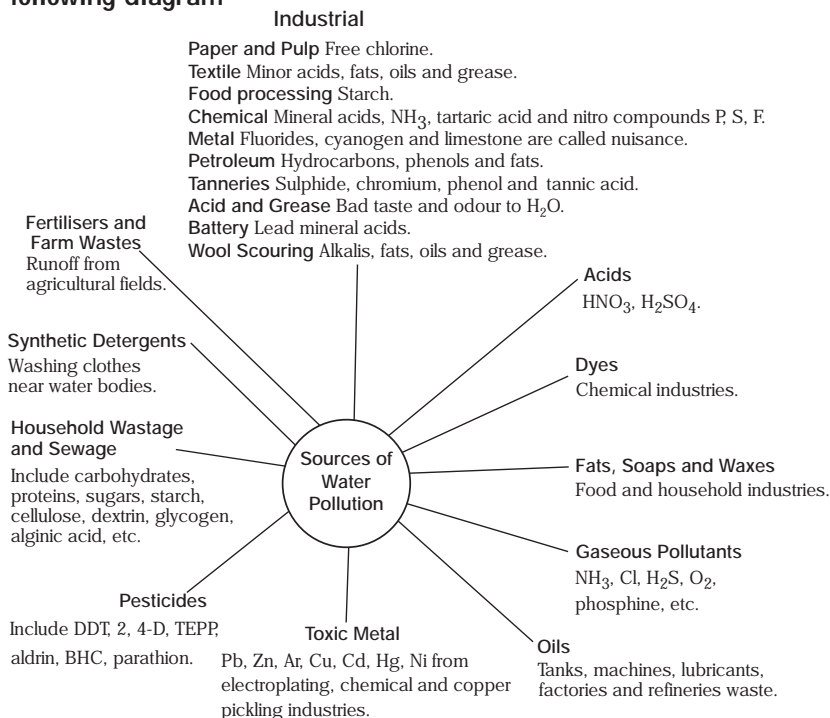 following diagram
Industrial
Paper and Pulp Free chlorine.
Textile Minor acids, fats, oils and grease.
Food processing Starch.
Chemical Mineral acids, NH₃, tartaric acid and nitro compounds P, S, F.
Metal Fluorides, cyanogen and limestone are called nuisance.
Petroleum Hydrocarbons, phenols and fats.
Tanneries Sulphide, chromium, phenol and tannic acid.
Acid and Grease Bad taste and odour to H₂O.
Battery Lead mineral acids.
Wool Scouring Alkalis, fats, oils and grease.
Fertilisers and
Farm Wastes
Runoff from
agricultural fields.
Synthetic Detergents
Washing clothes
near water bodies.
Household Wastage
and Sewage
Include carbohydrates,
proteins, sugars, starch,
cellulose, dextrin, glycogen,
alginic acid, etc.
Pesticides
Include DDT, 2, 4-D, TEPP,
aldrin, BHC, parathion.
Sources of
Water
Pollution
Toxic Metal
Pb, Zn, Ar, Cu, Cd, Hg, Ni from
electroplating, chemical and copper
pickling industries.
Acids
HNO₃, H₂SO₄.
Dyes
Chemical industries.
Fats, Soaps and Waxes
Food and household industries.
Gaseous Pollutants
NH₃, Cl, H₂S, O₂,
phosphine, etc.
Oils
Tanks, machines, lubricants,
factories and refineries waste.